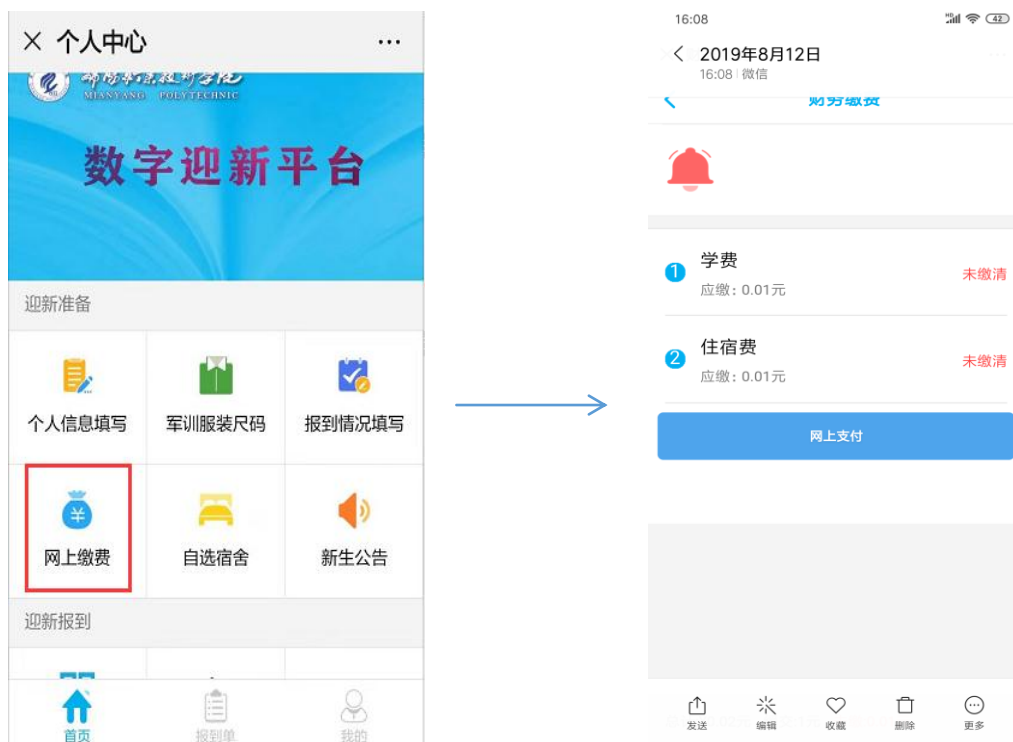 个人中心
MIANYANG POLYTECHNIC
数字迎新平台
迎新准备
个人信息填写
军训服装尺码
报到情况填写
网上缴费
自选宿舍
新生公告
迎新报到
首页
报到单
我的
16:08
42
2019年8月12日
16:08 微信
财务缴费
1
学费
应缴: 0.01元
未缴清
2
住宿费
应缴: 0.01元
未缴清
网上支付
发送
编辑
收藏
删除
更多